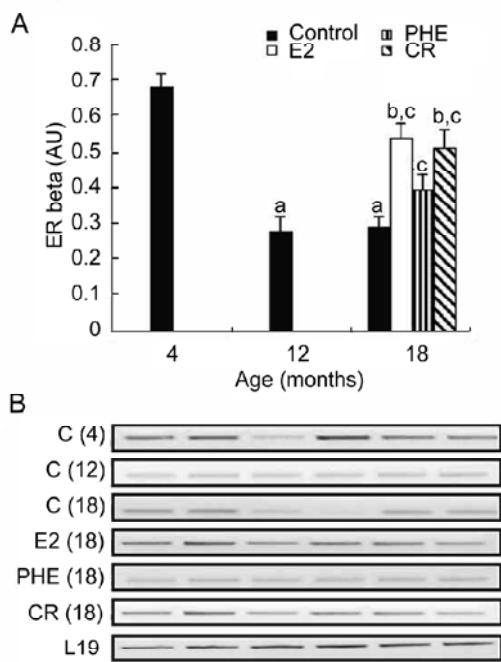 A
Control
PHE
E2
CR
ER beta (AU)
0.8
0.7
0.6
0.5
0.4
0.3
0.2
0.1
0
a
a
b,c
c
b,c
4
12
18
Age (months)
B
C (4)
C (12)
C (18)
E2 (18)
PHE (18)
CR (18)
L19